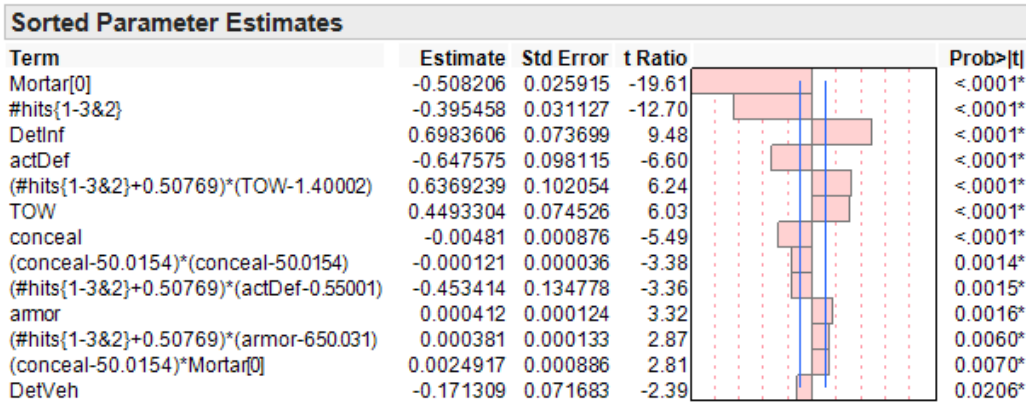 Sorted Parameter Estimates
Term Estimate Std Error t Ratio Prob>|t|
Mortar[0] -0.508206 0.025915 -19.61 <.0001*
#hits{1-3&2} -0.395458 0.031127 -12.70 <.0001*
DetInf 0.6983606 0.073699 9.48 <.0001*
actDef -0.647575 0.098115 -6.60 <.0001*
(#hits{1-3&2}+0.50769)*(TOW-1.40002) 0.6369239 0.102054 6.24 <.0001*
TOW 0.4493304 0.074526 6.03 <.0001*
conceal -0.00481 0.000876 -5.49 <.0001*
(conceal-50.0154)*(conceal-50.0154) -0.000121 0.000036 -3.38 0.0014*
(#hits{1-3&2}+0.50769)*(actDef-0.55001) -0.453414 0.134778 -3.36 0.0015*
armor 0.000412 0.000124 3.32 0.0016*
(#hits{1-3&2}+0.50769)*(armor-650.031) 0.000381 0.000133 2.87 0.0060*
(conceal-50.0154)*Mortar[0] 0.0024917 0.000886 2.81 0.0070*
DetVeh -0.171309 0.071683 -2.39 0.0206*